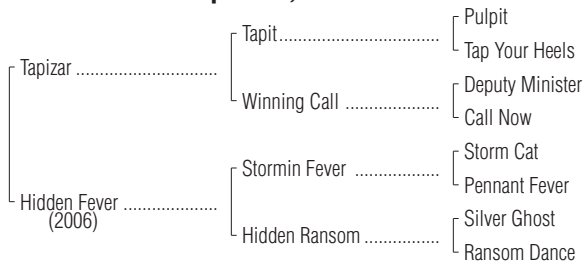 Pulpit
Tapit......................................
Tap Your Heels
Tapizar .................................
Deputy Minister
Winning Call ......................
Call Now
Storm Cat
Stormin Fever ....................
Pennant Fever
Hidden Fever ......................
(2006)
Silver Ghost
Hidden Ransom ..................
Ransom Dance